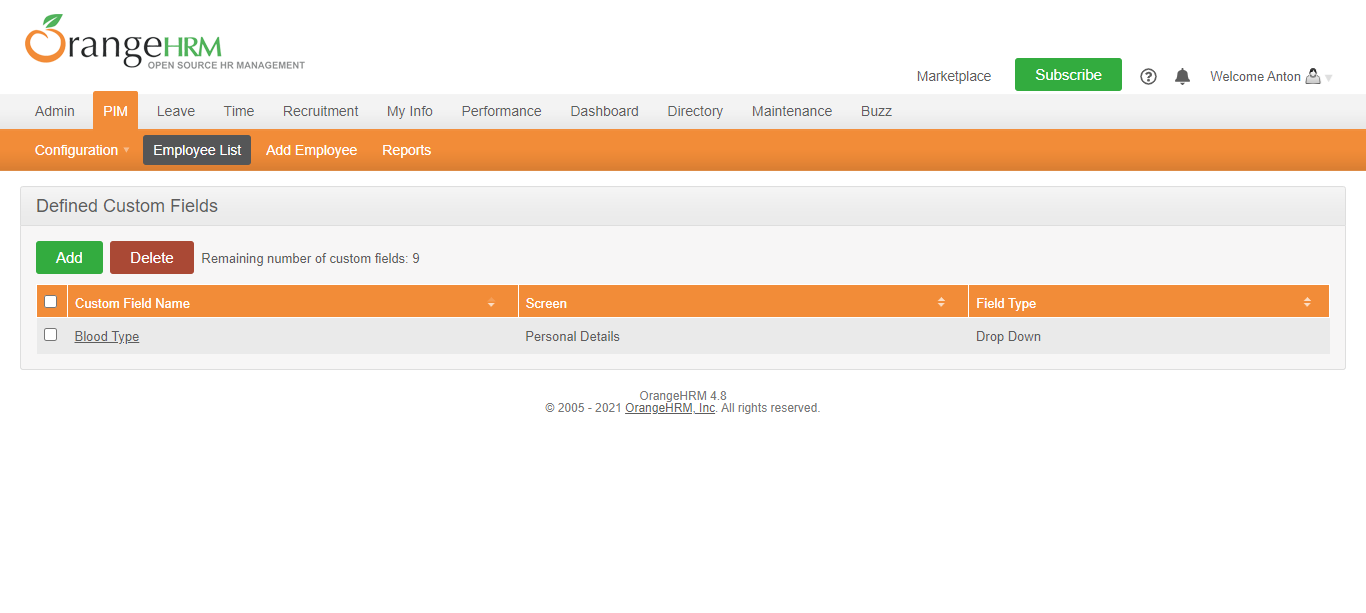 OrangeHRM
OPEN SOURCE HR MANAGEMENT
Marketplace Subscribe Welcome Anton
Admin PIM Leave Time Recruitment My Info Performance Dashboard Directory Maintenance Buzz
Configuration Employee List Add Employee Reports
Defined Custom Fields
Add Delete Remaining number of custom fields: 9
Custom Field Name Screen Field Type
Blood Type Personal Details Drop Down
OrangeHRM 4.8
© 2005 - 2021 OrangeHRM, Inc. All rights reserved.